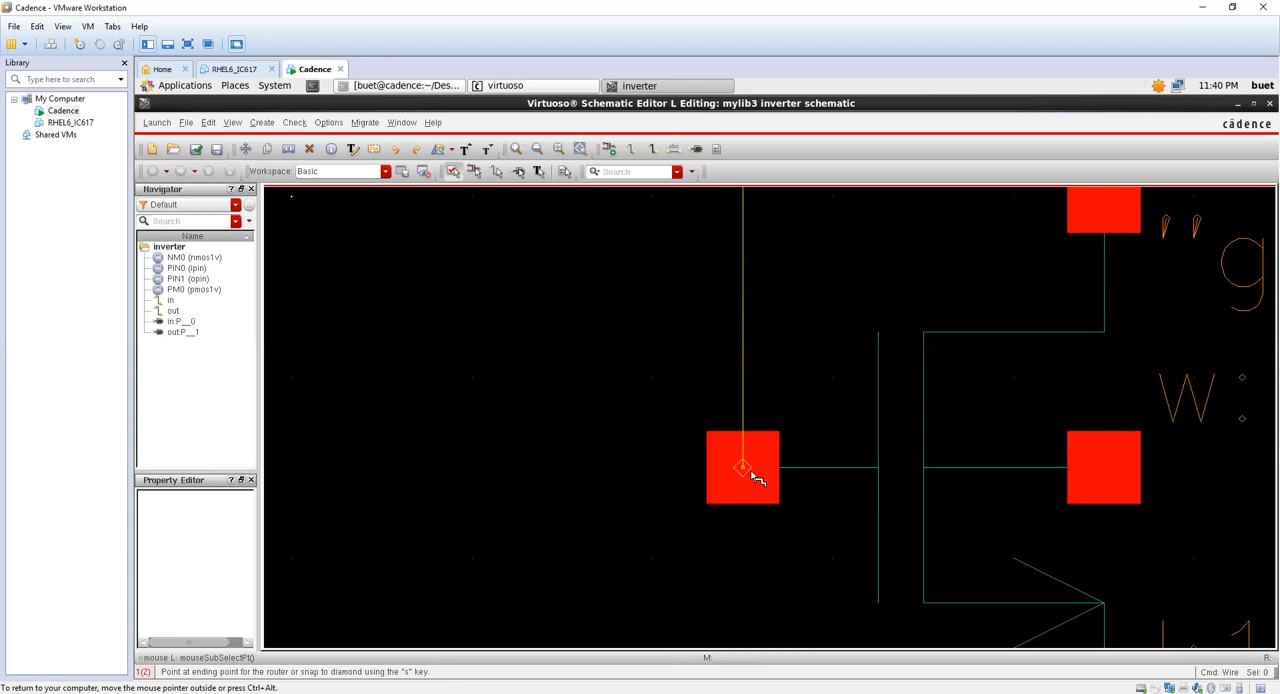 Cadence - VMware Workstation
File Edit View VM Tabs Help
Library
Type here to search
My Computer
Cadence
RHEL6_IC617
Shared VMs
Home RHEL6_IC617 Cadence
Applications Places System [buet@cadence:~/Des... virtuoso inverter 11:40 PM buet
Virtuoso® Schematic Editor L Editing: mylib3 inverter schematic
Launch File Edit View Create Check Options Migrate Window Help cādence
Workspace: Basic Search
Navigator
Default
Search
Name
inverter
NM0 (nmos1v)
PIN0 (ipin)
PIN1 (opin)
PM0 (pmos1v)
in
out
in:P__0
out:P__1
Property Editor
"g
W:
mouse L: mouseSubSelectPt() M: R:
1(2) Point at ending point for the router or snap to diamond using the "s" key. Cmd: Wire Sel: 0
To return to your computer, move the mouse pointer outside or press Ctrl+Alt.